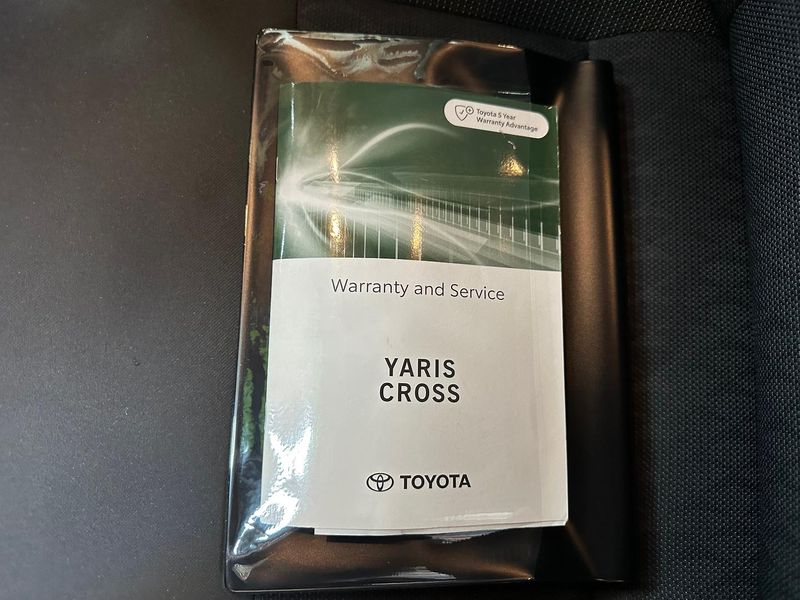 Toyota 5 Year
Warranty Advantage
Warranty and Service
YARIS
CROSS
TOYOTA